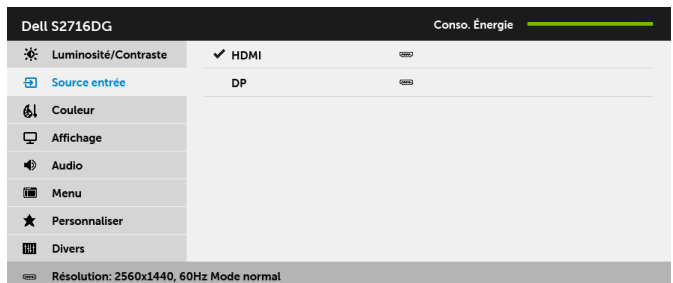 Dell S2716DG
Conso. Énergie
Luminosité/Contraste
HDMI
Source entrée
DP
Couleur
Affichage
Audio
Menu
Personnaliser
Divers
Résolution: 2560x1440, 60Hz Mode normal